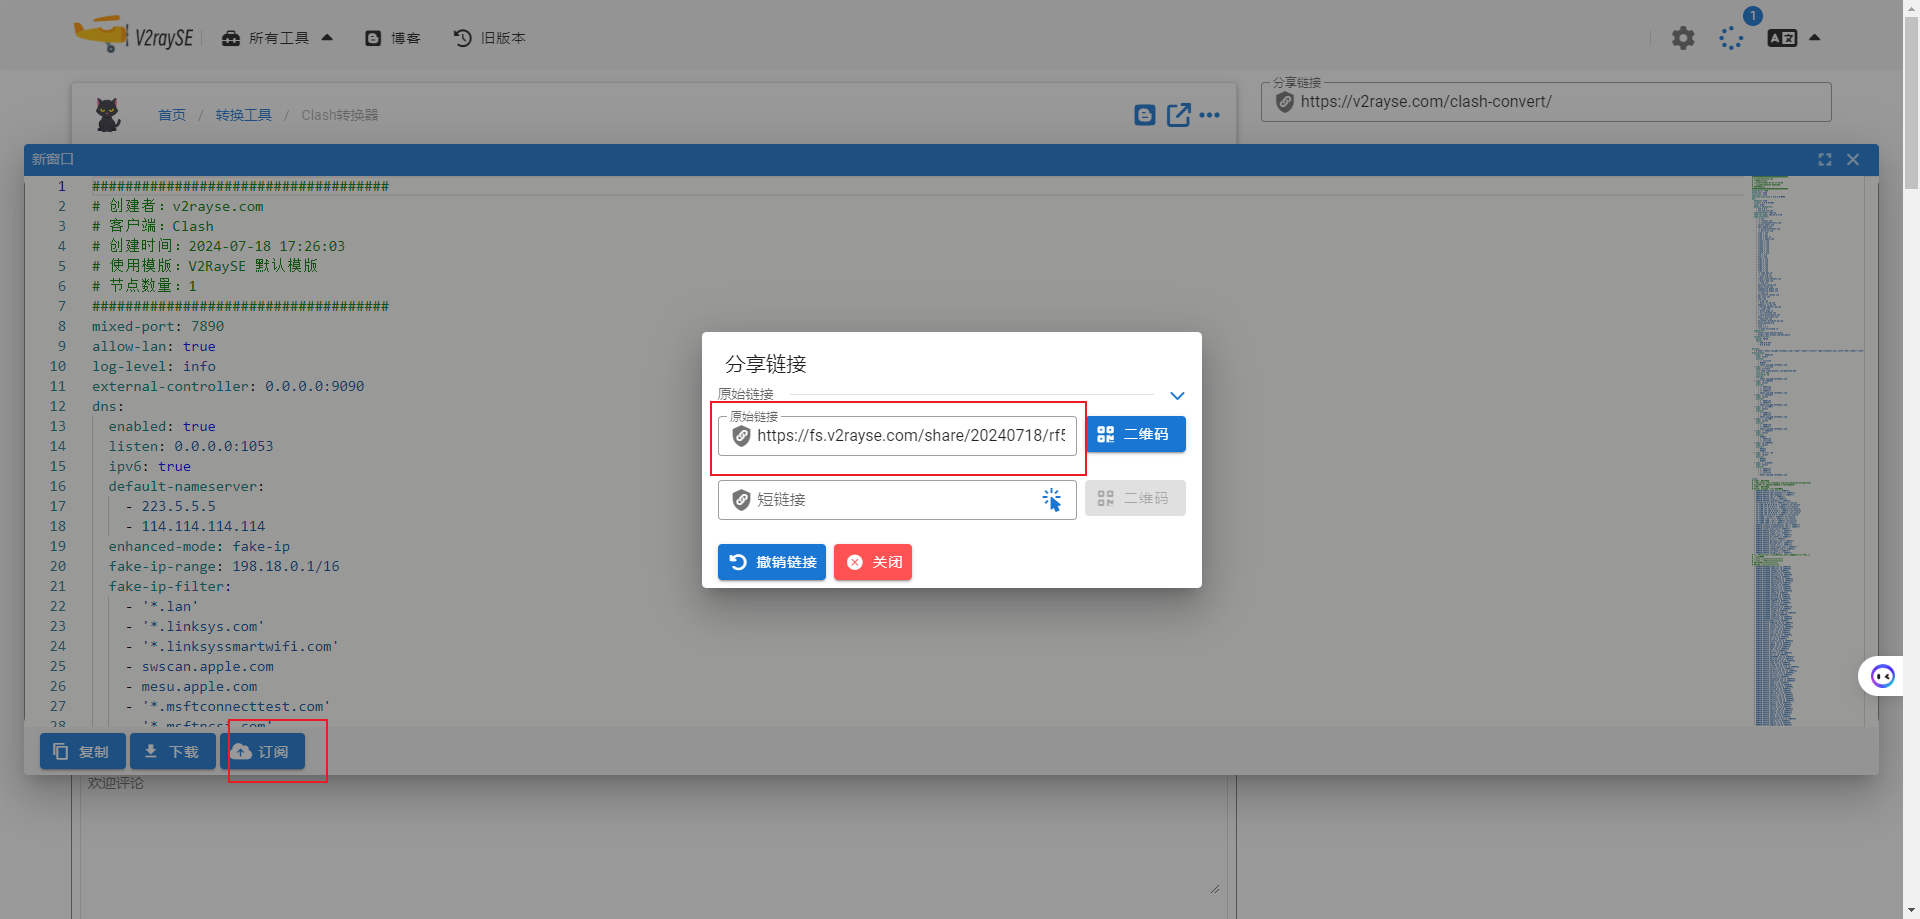 V2raySE
所有工具
博客
旧版本
1
首页 / 转换工具 / Clash转换器
分享链接
https://v2rayse.com/clash-convert/
新窗口
1 ####################################
2 # 创建者: v2rayse.com
3 # 客户端: Clash
4 # 创建时间: 2024-07-18 17:26:03
5 # 使用模版: V2RaySE 默认模版
6 # 节点数量: 1
7 ####################################
8 mixed-port: 7890
9 allow-lan: true
10 log-level: info
11 external-controller: 0.0.0.0:9090
12 dns:
13 enabled: true
14 listen: 0.0.0.0:1053
15 ipv6: true
16 default-nameserver:
17 - 223.5.5.5
18 - 114.114.114.114
19 enhanced-mode: fake-ip
20 fake-ip-range: 198.18.0.1/16
21 fake-ip-filter:
22 - '*.lan'
23 - '*.linksys.com'
24 - '*.linksyssmartwifi.com'
25 - swscan.apple.com
26 - mesu.apple.com
27 - '*.msftconnecttest.com'
28 - '*.msftncsi.com'
分享链接
原始链接
原始链接
https://fs.v2rayse.com/share/20240718/rf5
二维码
短链接
二维码
撤销链接
关闭
复制
下载
订阅
欢迎评论